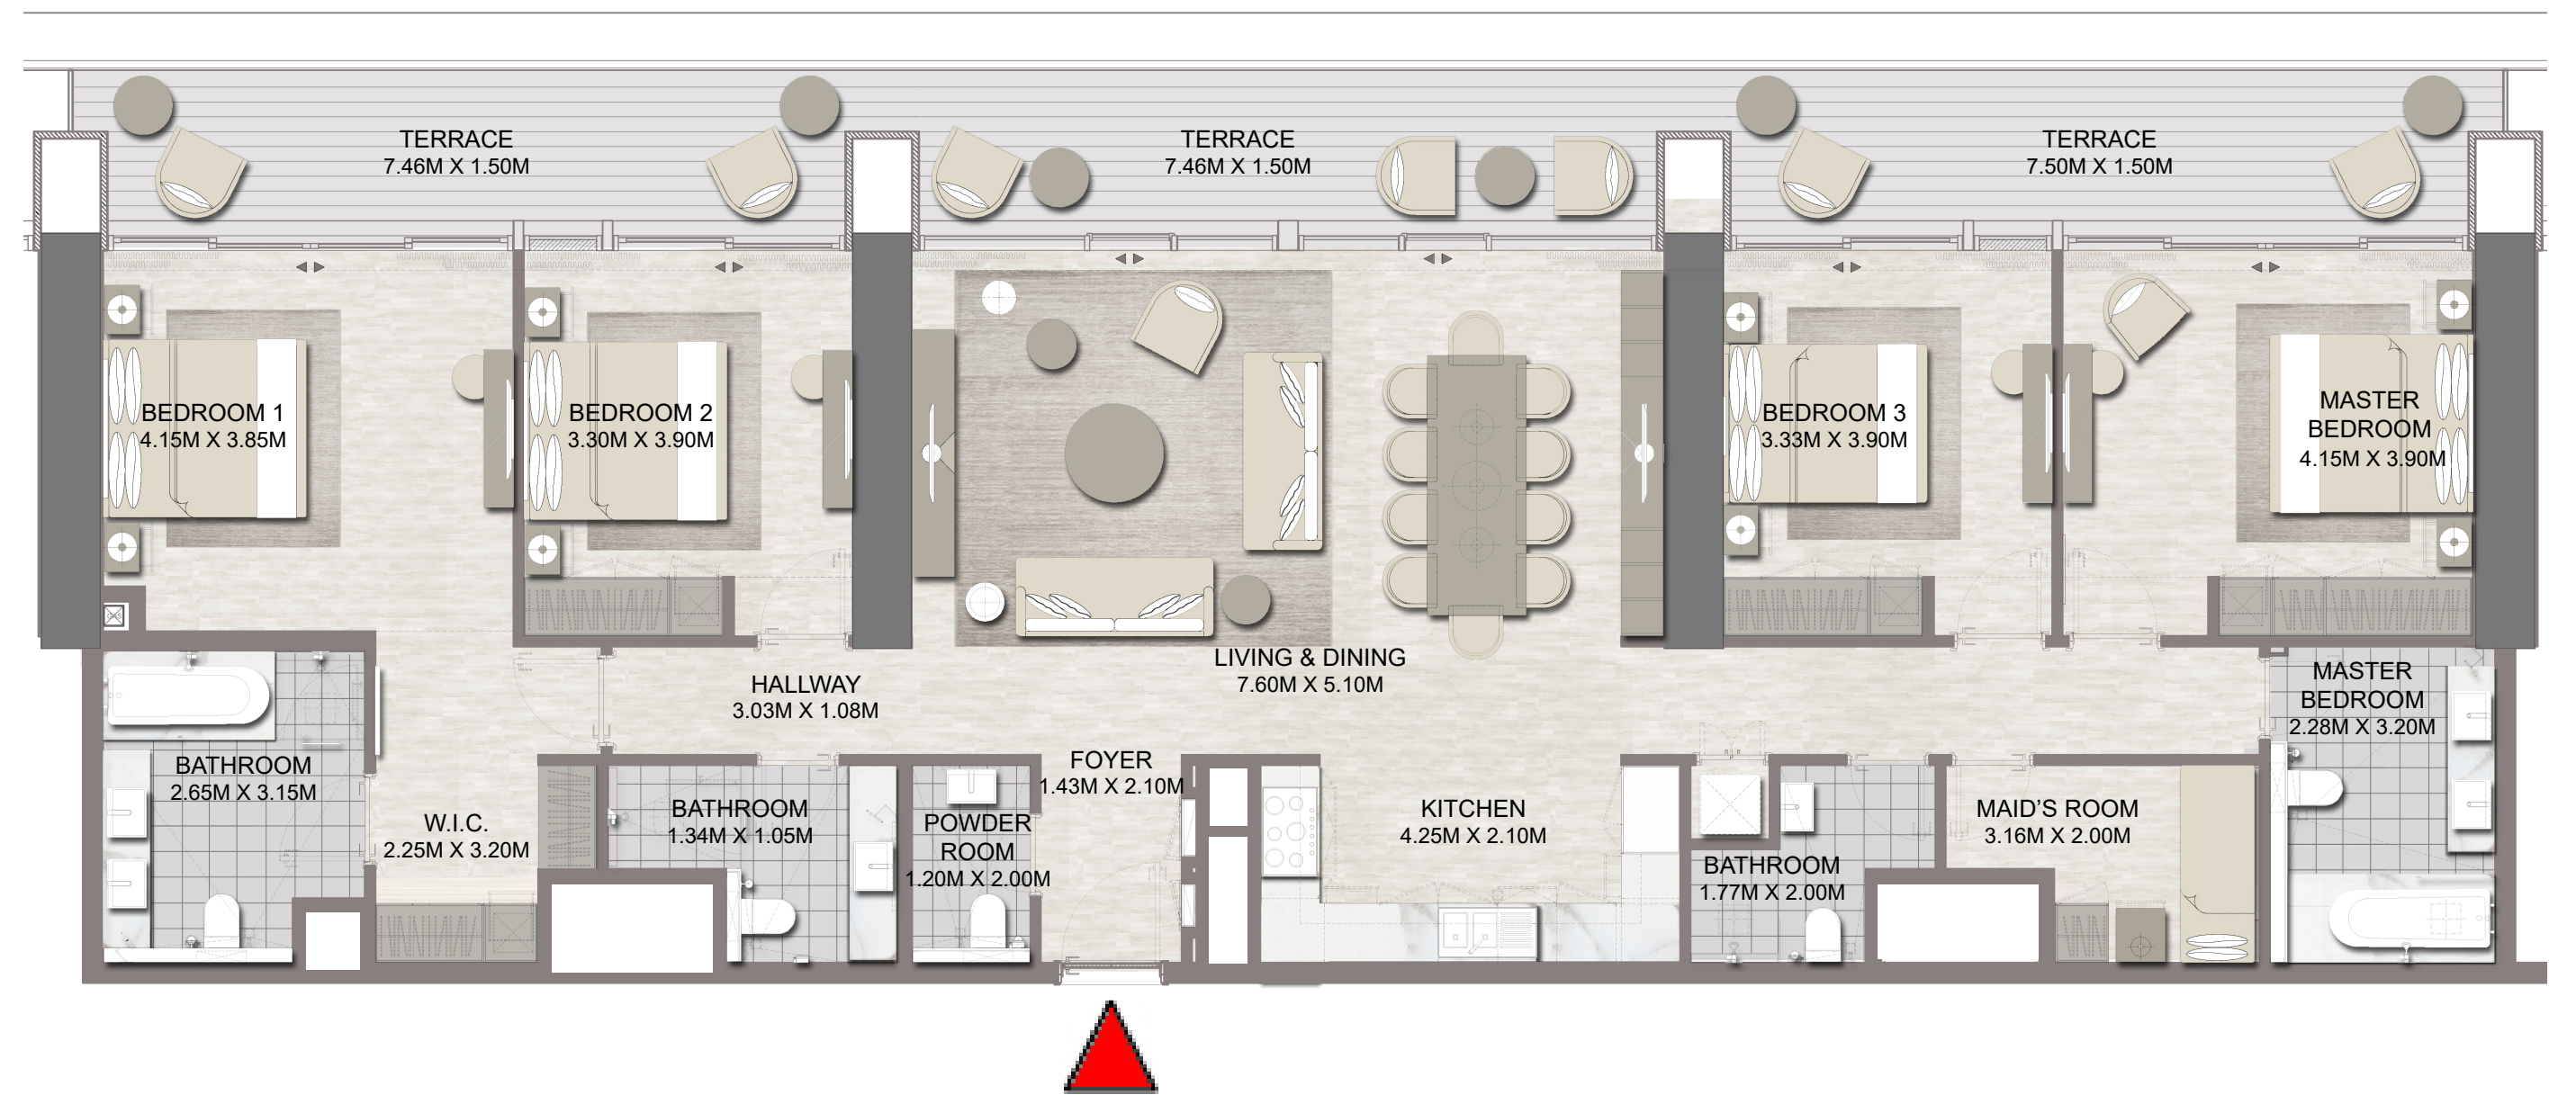 TERRACE
7.46M X 1.50M
TERRACE
7.46M X 1.50M
TERRACE
7.50M X 1.50M
BEDROOM 1
4.15M X 3.85M
BEDROOM 2
3.30M X 3.90M
BEDROOM 3
3.33M X 3.90M
MASTER
BEDROOM
4.15M X 3.90M
LIVING & DINING
7.60M X 5.10M
HALLWAY
3.03M X 1.08M
MASTER
BEDROOM
2.28M X 3.20M
BATHROOM
2.65M X 3.15M
FOYER
1.43M X 2.10M
W.I.C.
2.25M X 3.20M
BATHROOM
1.34M X 1.05M
POWDER
ROOM
1.20M X 2.00M
KITCHEN
4.25M X 2.10M
BATHROOM
1.77M X 2.00M
MAID'S ROOM
3.16M X 2.00M